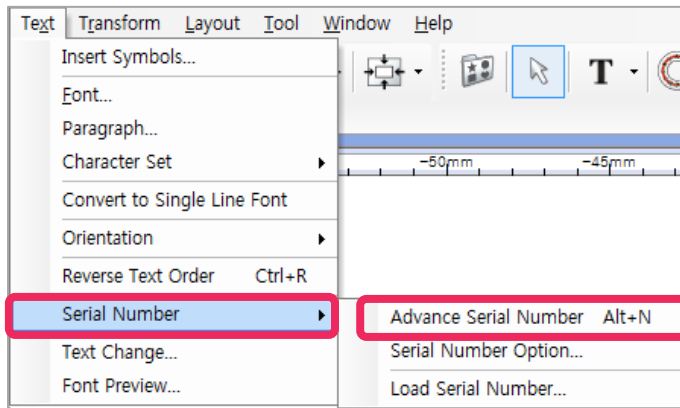 Text Transform Layout Tool Window Help
Insert Symbols...
T
Font...
Paragraph...
Character Set
-50mm -45mm
Convert to Single Line Font
Orientation
Reverse Text Order Ctrl+R
Serial Number
Advance Serial Number Alt+N
Text Change...
Serial Number Option...
Font Preview...
Load Serial Number...